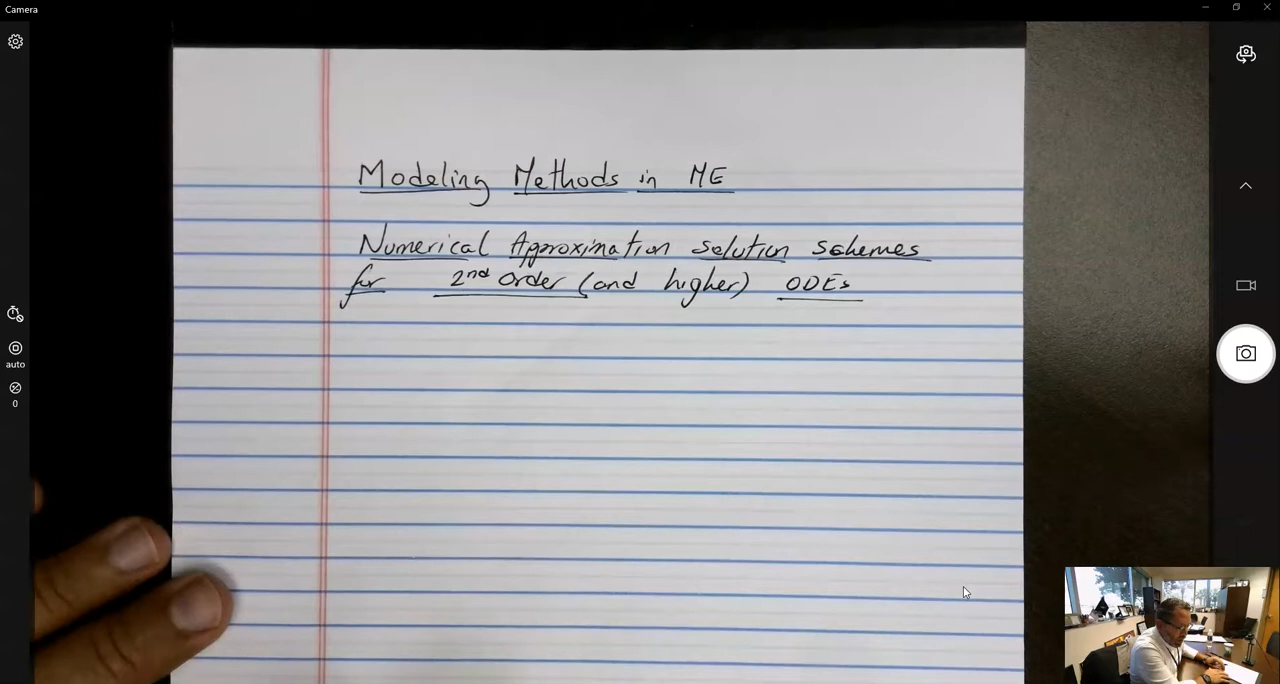 Camera
Modeling Methods in ME
Numerical Approximation solution schemes
for 2nd Order (and higher) ODEs
auto
0